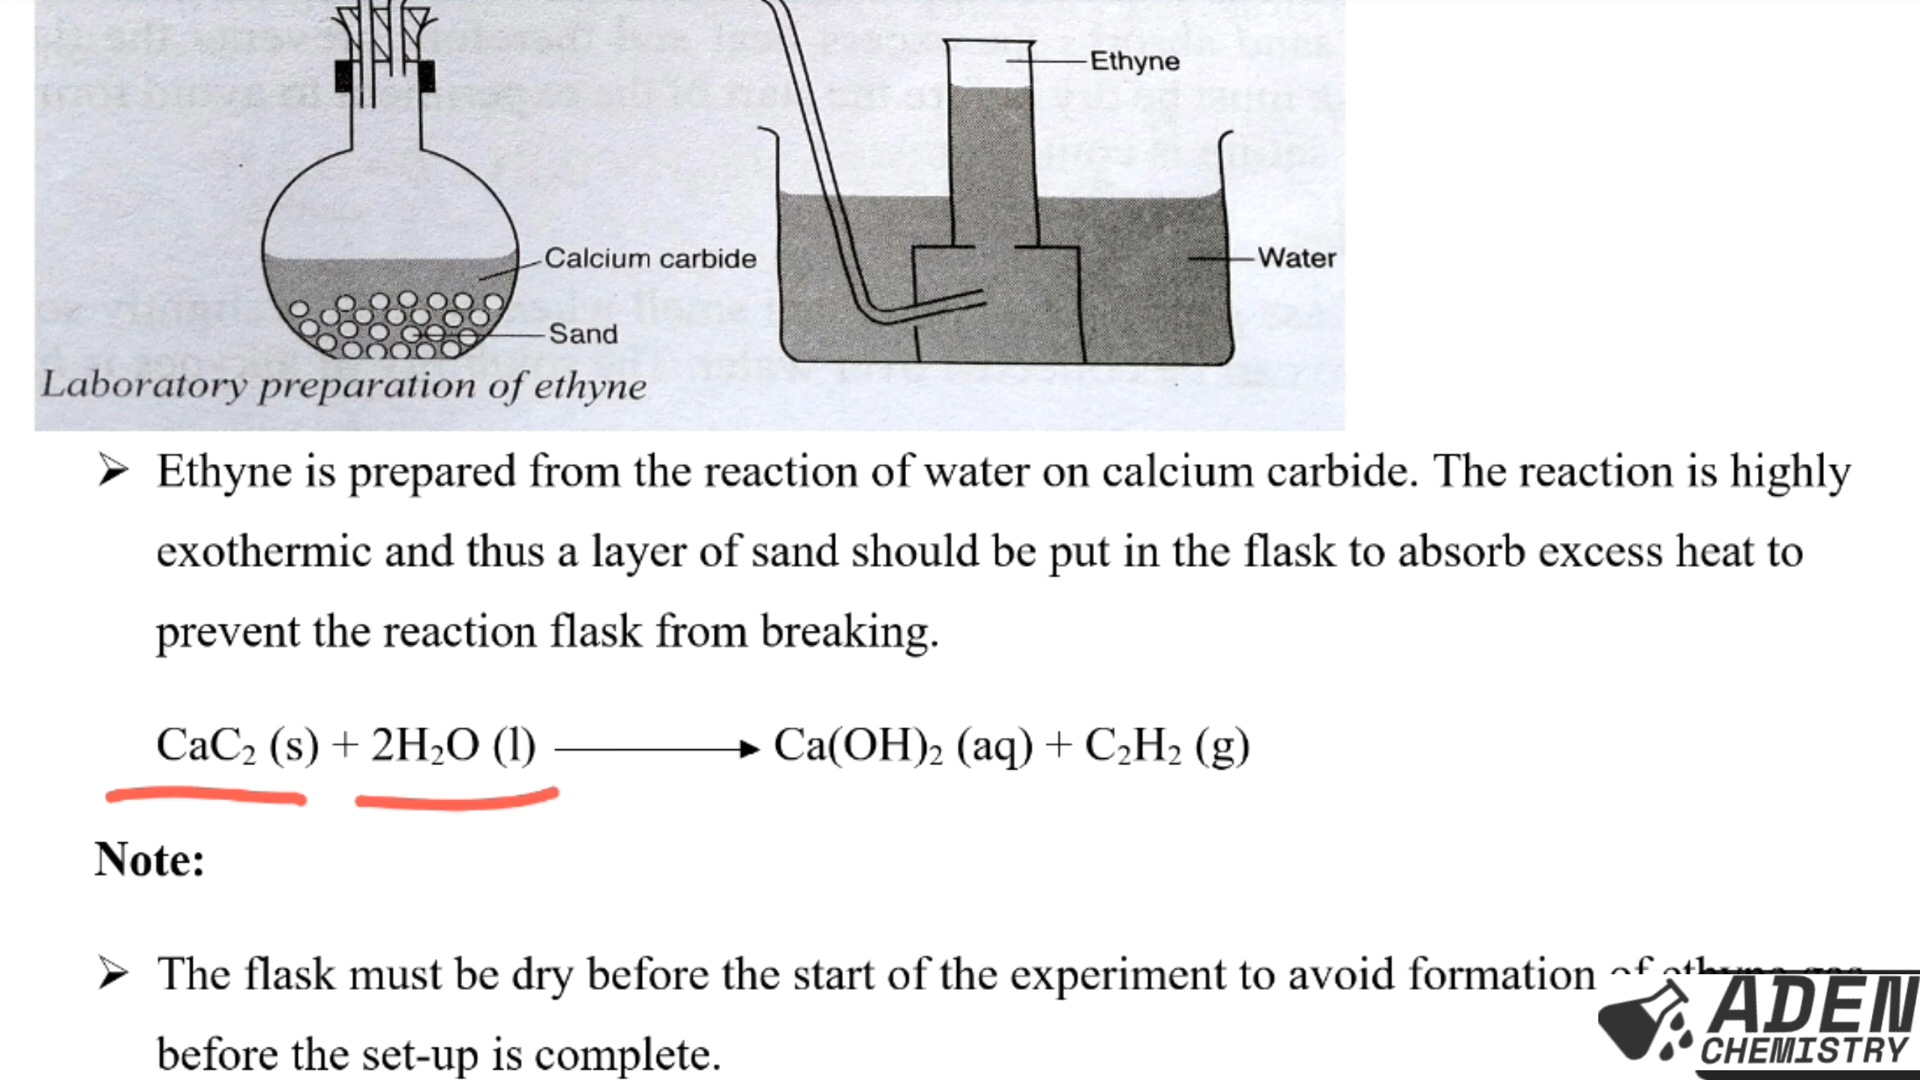 Ethyne
Calcium carbide
Water
Sand
Laboratory preparation of ethyne
➢ Ethyne is prepared from the reaction of water on calcium carbide. The reaction is highly
exothermic and thus a layer of sand should be put in the flask to absorb excess heat to
prevent the reaction flask from breaking.
CaC₂ (s) + 2H₂O (l) ⟶ Ca(OH)₂ (aq) + C₂H₂ (g)
Note:
➢ The flask must be dry before the start of the experiment to avoid formation of ethyne gas
before the set-up is complete.
ADEN
CHEMISTRY